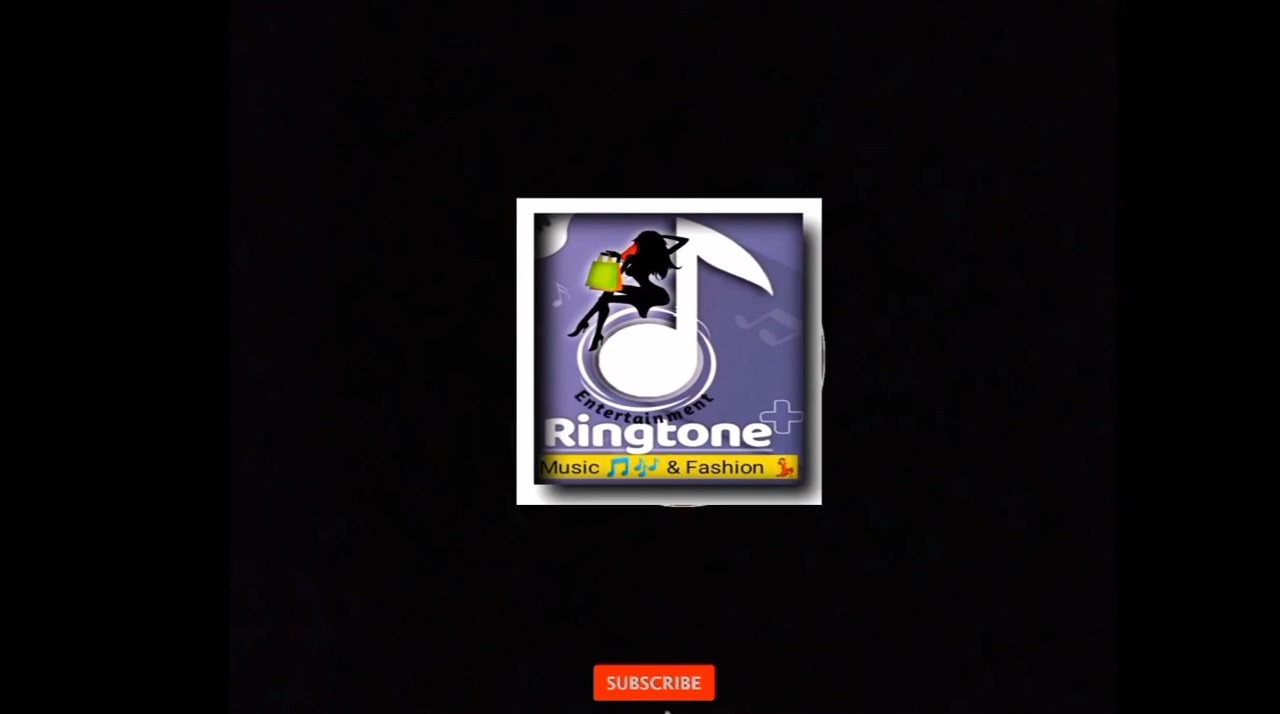 Entertainment
Ringtone
Music 🎵🎶 & Fashion 💃
SUBSCRIBE